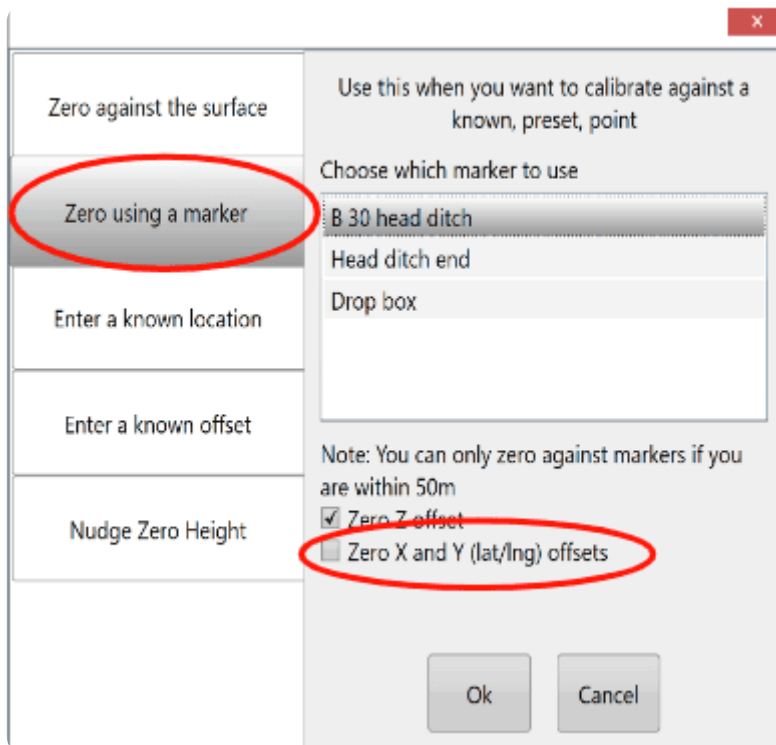 Zero against the surface
Zero using a marker
Enter a known location
Enter a known offset
Nudge Zero Height
Use this when you want to calibrate against a
known, preset, point
Choose which marker to use
B 30 head ditch
Head ditch end
Drop box
Note: You can only zero against markers if you
are within 50m
Zero Z offset
Zero X and Y (lat/lng) offsets
Ok
Cancel